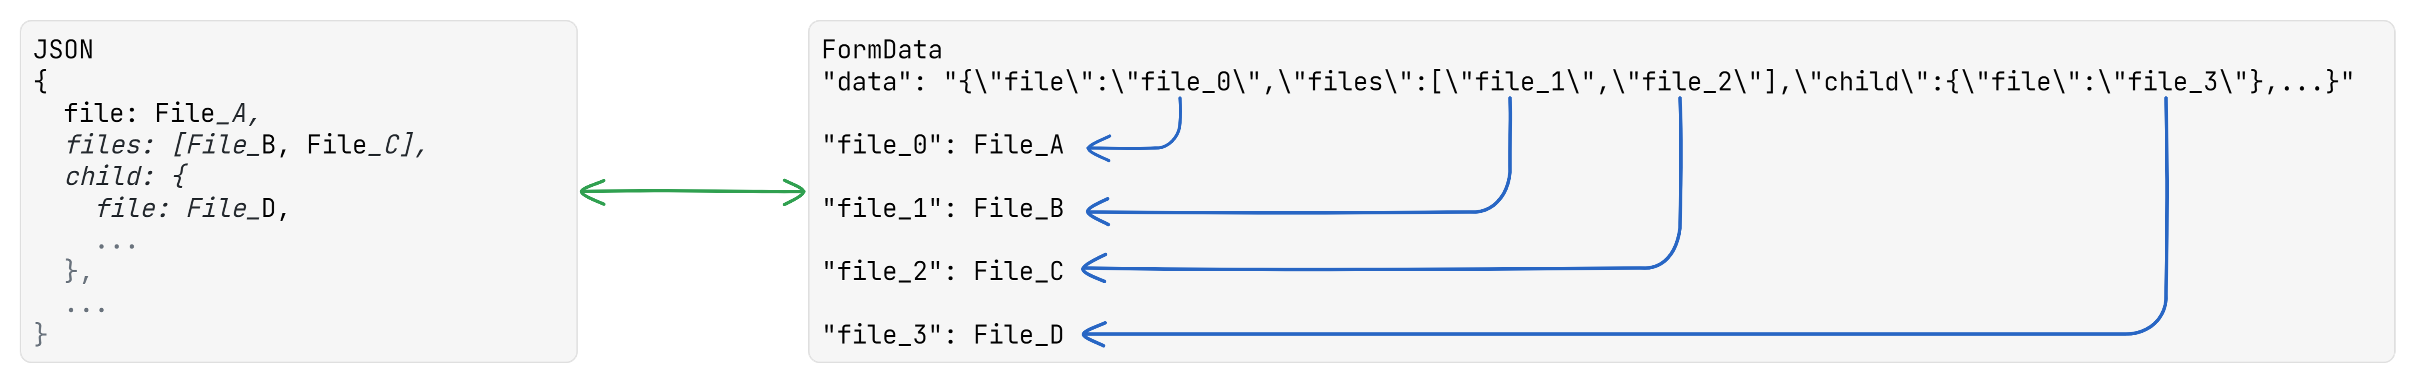 JSON
{
  file: File_A,
  files: [File_B, File_C],
  child: {
    file: File_D,
    ...
  },
  ...
}
FormData
"data": "{\"file\":\"file_0\",\"files\":[\"file_1\",\"file_2\"],\"child\":{\"file\":\"file_3\"},...}"
"file_0": File_A
"file_1": File_B
"file_2": File_C
"file_3": File_D